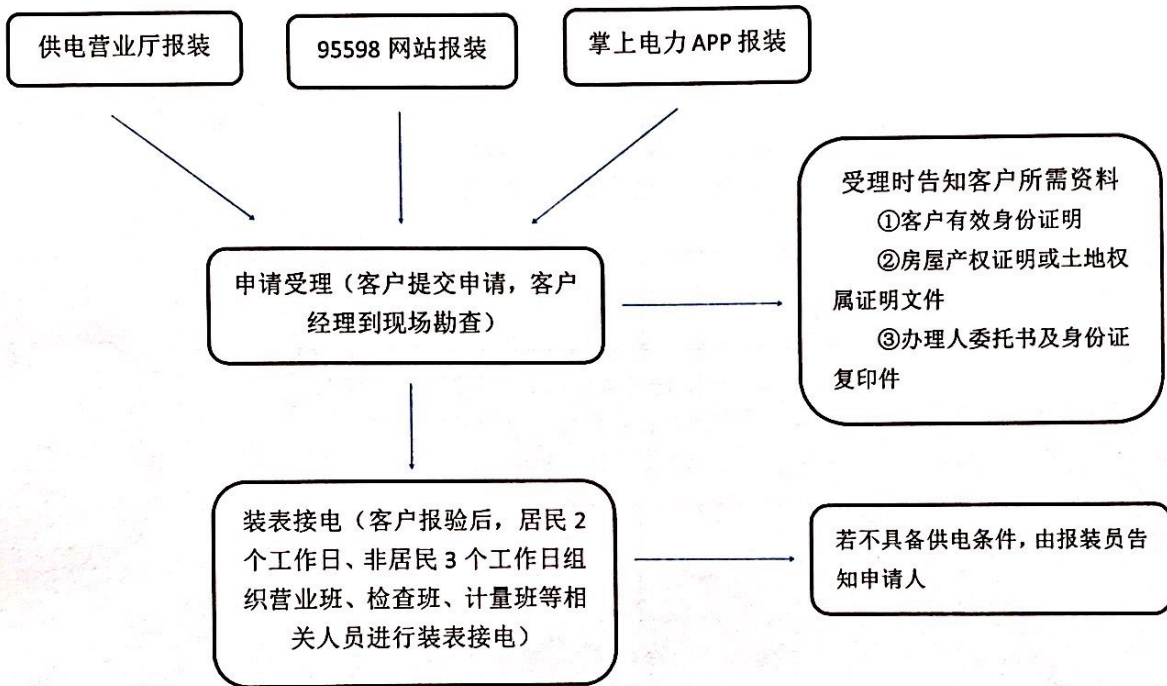 供电营业厅报装
95598 网站报装
掌上电力 APP 报装
受理时告知客户所需资料
①客户有效身份证明
②房屋产权证明或土地权
属证明文件
③办理人委托书及身份证
复印件
申请受理（客户提交申请，客户
经理到现场勘查）
装表接电（客户报验后，居民 2
个工作日、非居民 3 个工作日组
织营业班、检查班、计量班等相
关人员进行装表接电）
若不具备供电条件，由报装员告
知申请人